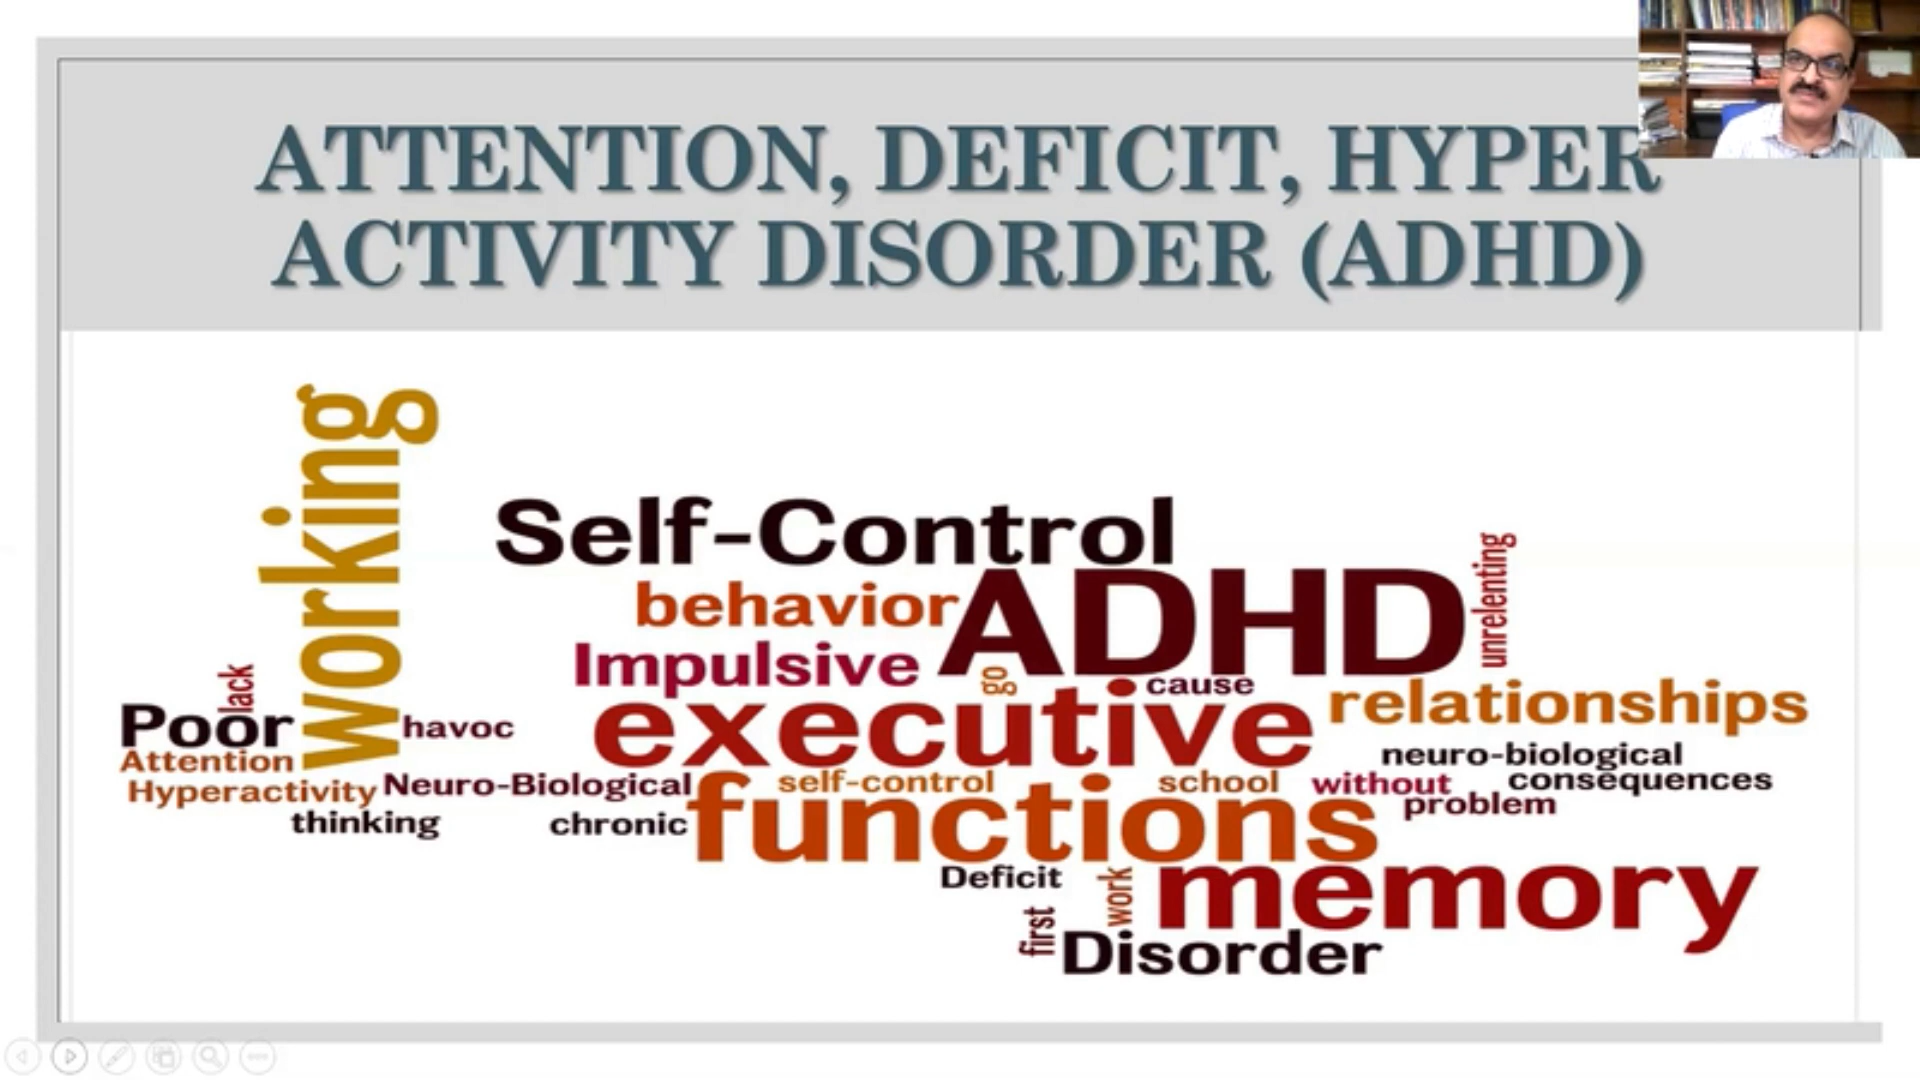 ATTENTION, DEFICIT, HYPER
ACTIVITY DISORDER (ADHD)
working
Self-Control
unrelenting
behavior
ADHD
Impulsive
lack
go
cause
Poor
havoc
executive
relationships
Attention
neuro-biological
Hyperactivity
Neuro-Biological
self-control
school
without
consequences
problem
thinking
chronic
functions
Deficit
work
memory
first
Disorder